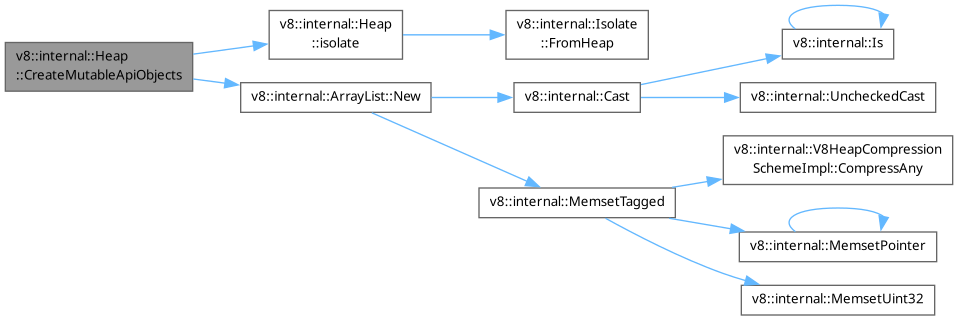 v8::internal::Heap
::CreateMutableApiObjects
v8::internal::Heap
::isolate
v8::internal::Isolate
::FromHeap
v8::internal::ArrayList::New
v8::internal::Cast
v8::internal::Is
v8::internal::UncheckedCast
v8::internal::MemsetTagged
v8::internal::V8HeapCompression
SchemeImpl::CompressAny
v8::internal::MemsetPointer
v8::internal::MemsetUint32